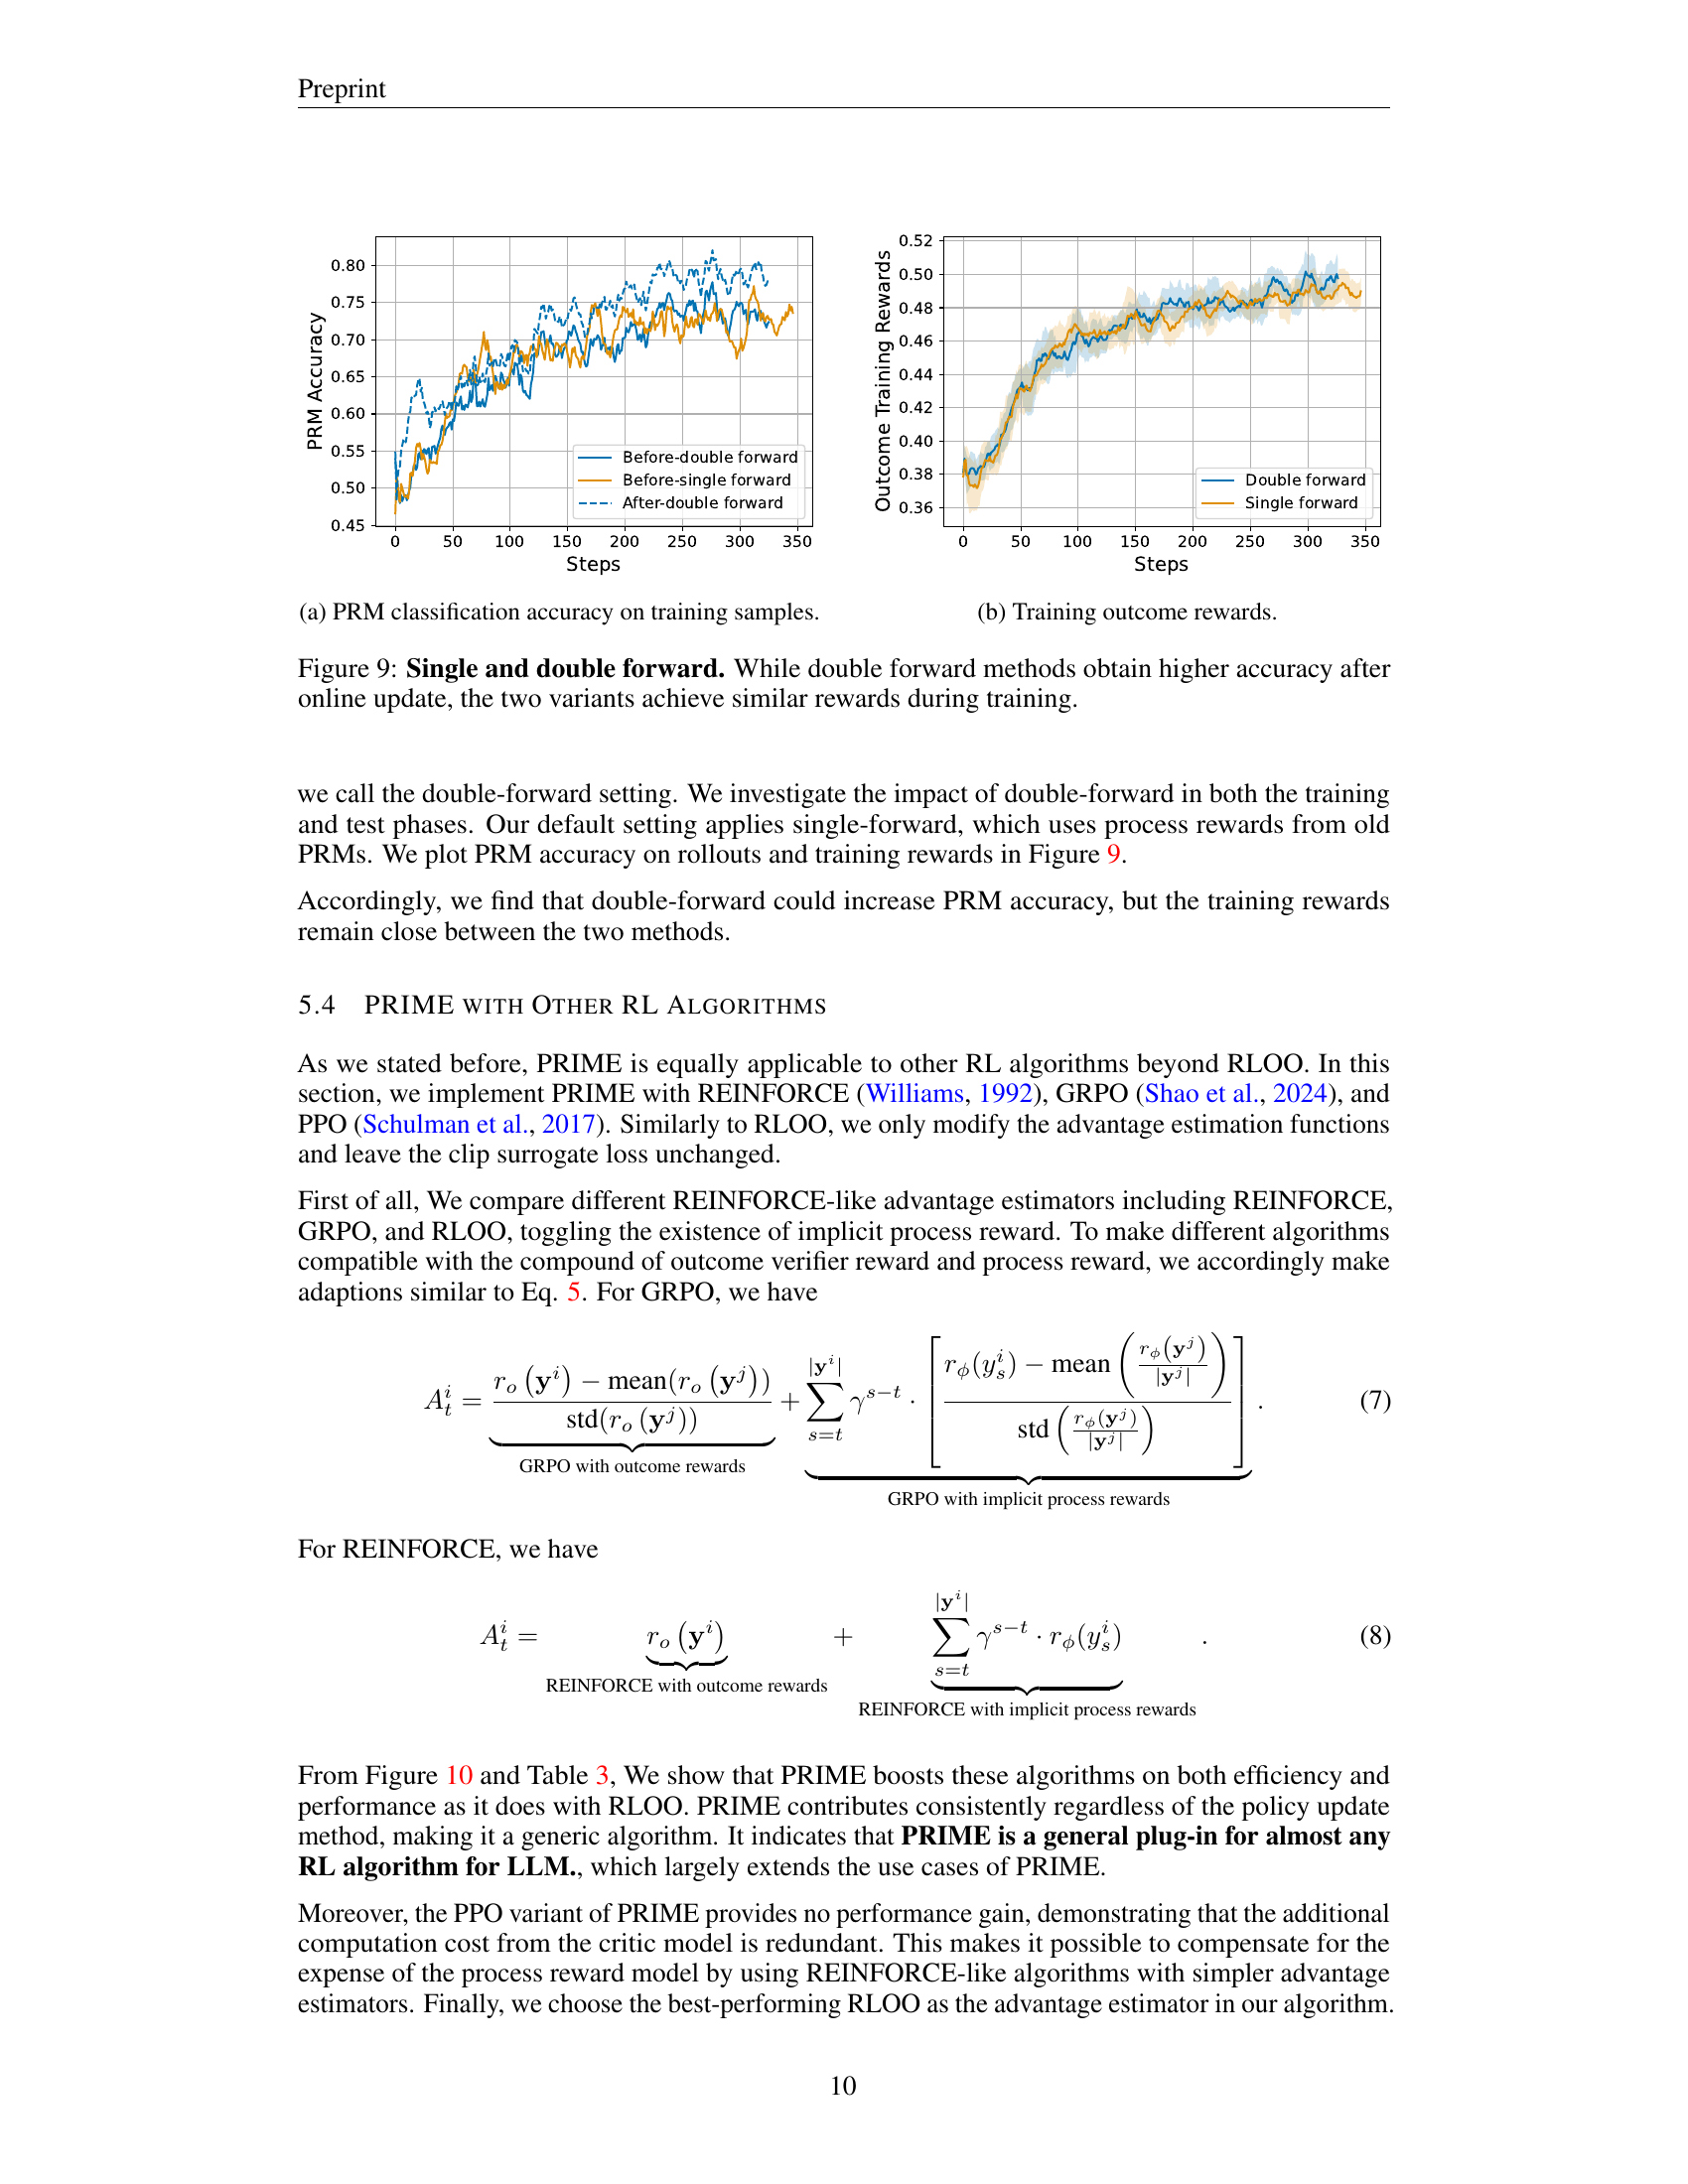 Preprint
0.80
0.75
0.70
0.65
0.60
0.55
0.50
0.45
PRM Accuracy
0 50 100 150 200 250 300 350
Steps
Before-double forward
Before-single forward
After-double forward
0.52
0.50
0.48
0.46
0.44
0.42
0.40
0.38
0.36
Outcome Training Rewards
0 50 100 150 200 250 300 350
Steps
Double forward
Single forward
(a) PRM classification accuracy on training samples.
(b) Training outcome rewards.
Figure 9: Single and double forward. While double forward methods obtain higher accuracy after
online update, the two variants achieve similar rewards during training.
we call the double-forward setting. We investigate the impact of double-forward in both the training
and test phases. Our default setting applies single-forward, which uses process rewards from old
PRMs. We plot PRM accuracy on rollouts and training rewards in Figure 9.
Accordingly, we find that double-forward could increase PRM accuracy, but the training rewards
remain close between the two methods.
5.4 PRIME WITH OTHER RL ALGORITHMS
As we stated before, PRIME is equally applicable to other RL algorithms beyond RLOO. In this
section, we implement PRIME with REINFORCE (Williams, 1992), GRPO (Shao et al., 2024), and
PPO (Schulman et al., 2017). Similarly to RLOO, we only modify the advantage estimation functions
and leave the clip surrogate loss unchanged.
First of all, We compare different REINFORCE-like advantage estimators including REINFORCE,
GRPO, and RLOO, toggling the existence of implicit process reward. To make different algorithms
compatible with the compound of outcome verifier reward and process reward, we accordingly make
adaptions similar to Eq. 5. For GRPO, we have
$A_t^i = \underbrace{\frac{r_o(\mathbf{y}^i) - \text{mean}(r_o(\mathbf{y}^j))}{\text{std}(r_o(\mathbf{y}^j))}}_{\text{GRPO with outcome rewards}} + \underbrace{\sum_{s=t}^{|\mathbf{y}^i|} \gamma^{s-t} \cdot \left[ \frac{r_\phi(y_s^i) - \text{mean}\left(\frac{r_\phi(\mathbf{y}^j)}{|\mathbf{y}^j|}\right)}{\text{std}\left(\frac{r_\phi(\mathbf{y}^j)}{|\mathbf{y}^j|}\right)} \right]}_{\text{GRPO with implicit process rewards}}.$ (7)
For REINFORCE, we have
$A_t^i = \underbrace{r_o(\mathbf{y}^i)}_{\text{REINFORCE with outcome rewards}} + \underbrace{\sum_{s=t}^{|\mathbf{y}^i|} \gamma^{s-t} \cdot r_\phi(y_s^i)}_{\text{REINFORCE with implicit process rewards}}.$ (8)
From Figure 10 and Table 3, We show that PRIME boosts these algorithms on both efficiency and
performance as it does with RLOO. PRIME contributes consistently regardless of the policy update
method, making it a generic algorithm. It indicates that PRIME is a general plug-in for almost any
RL algorithm for LLM., which largely extends the use cases of PRIME.
Moreover, the PPO variant of PRIME provides no performance gain, demonstrating that the additional
computation cost from the critic model is redundant. This makes it possible to compensate for the
expense of the process reward model by using REINFORCE-like algorithms with simpler advantage
estimators. Finally, we choose the best-performing RLOO as the advantage estimator in our algorithm.
10